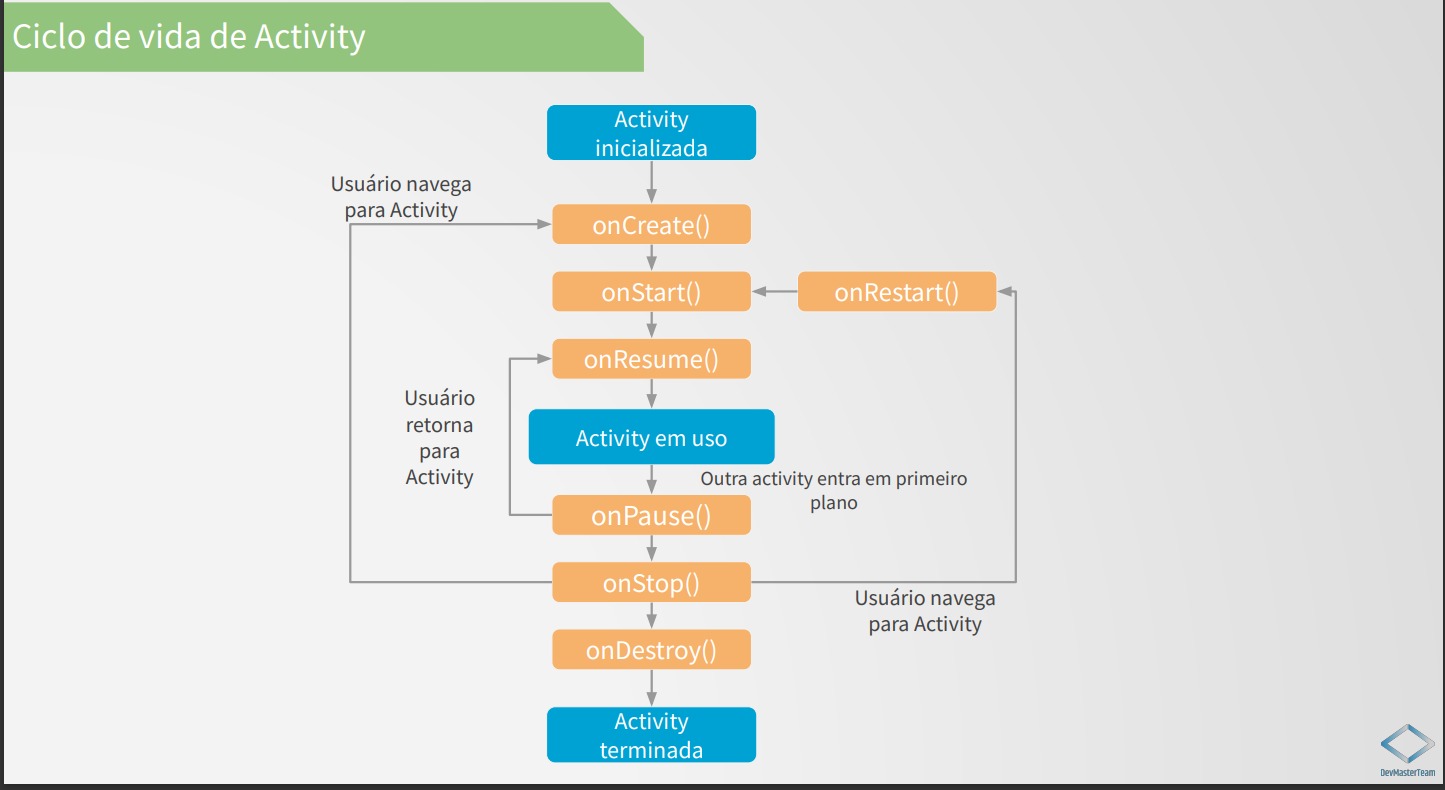 Ciclo de vida de Activity
Activity
inicializada
Usuário navega
para Activity
onCreate()
onStart()
onRestart()
onResume()
Usuário
retorna
para
Activity
Activity em uso
Outra activity entra em primeiro
plano
onPause()
onStop()
Usuário navega
para Activity
onDestroy()
Activity
terminada
DevMasterTeam